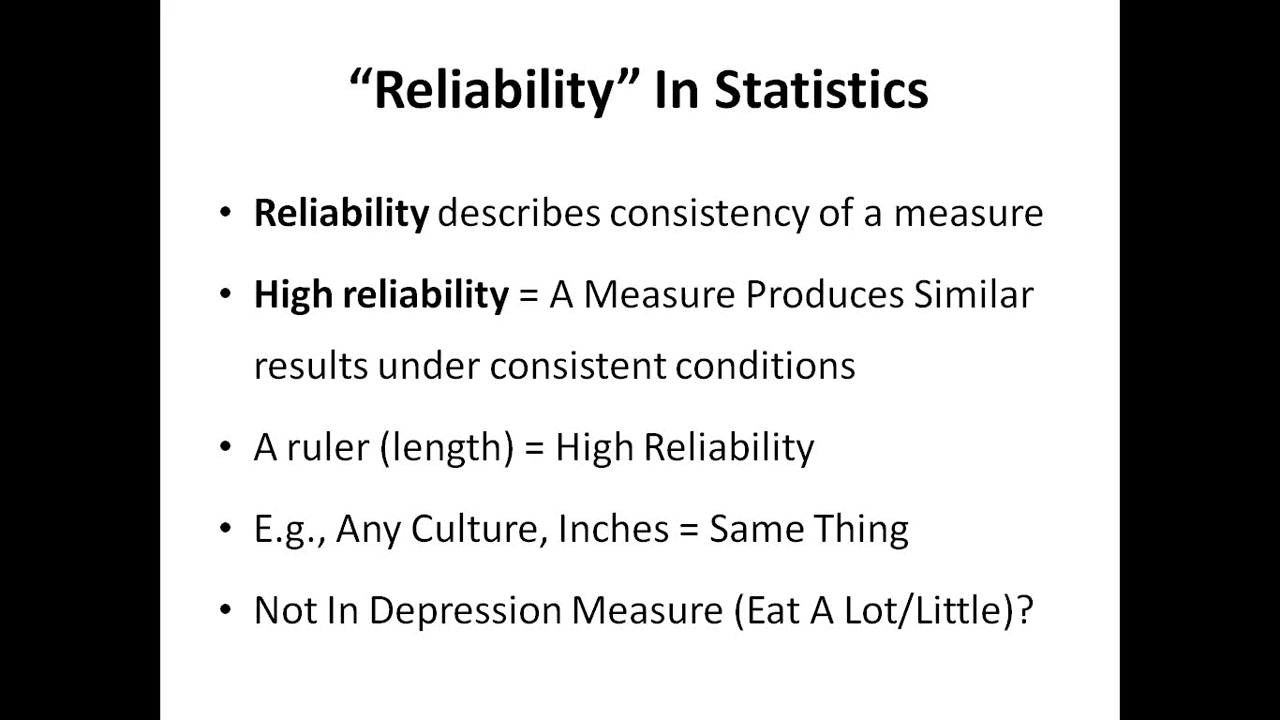 “Reliability” In Statistics
• Reliability describes consistency of a measure
• High reliability = A Measure Produces Similar
results under consistent conditions
• A ruler (length) = High Reliability
• E.g., Any Culture, Inches = Same Thing
• Not In Depression Measure (Eat A Lot/Little)?